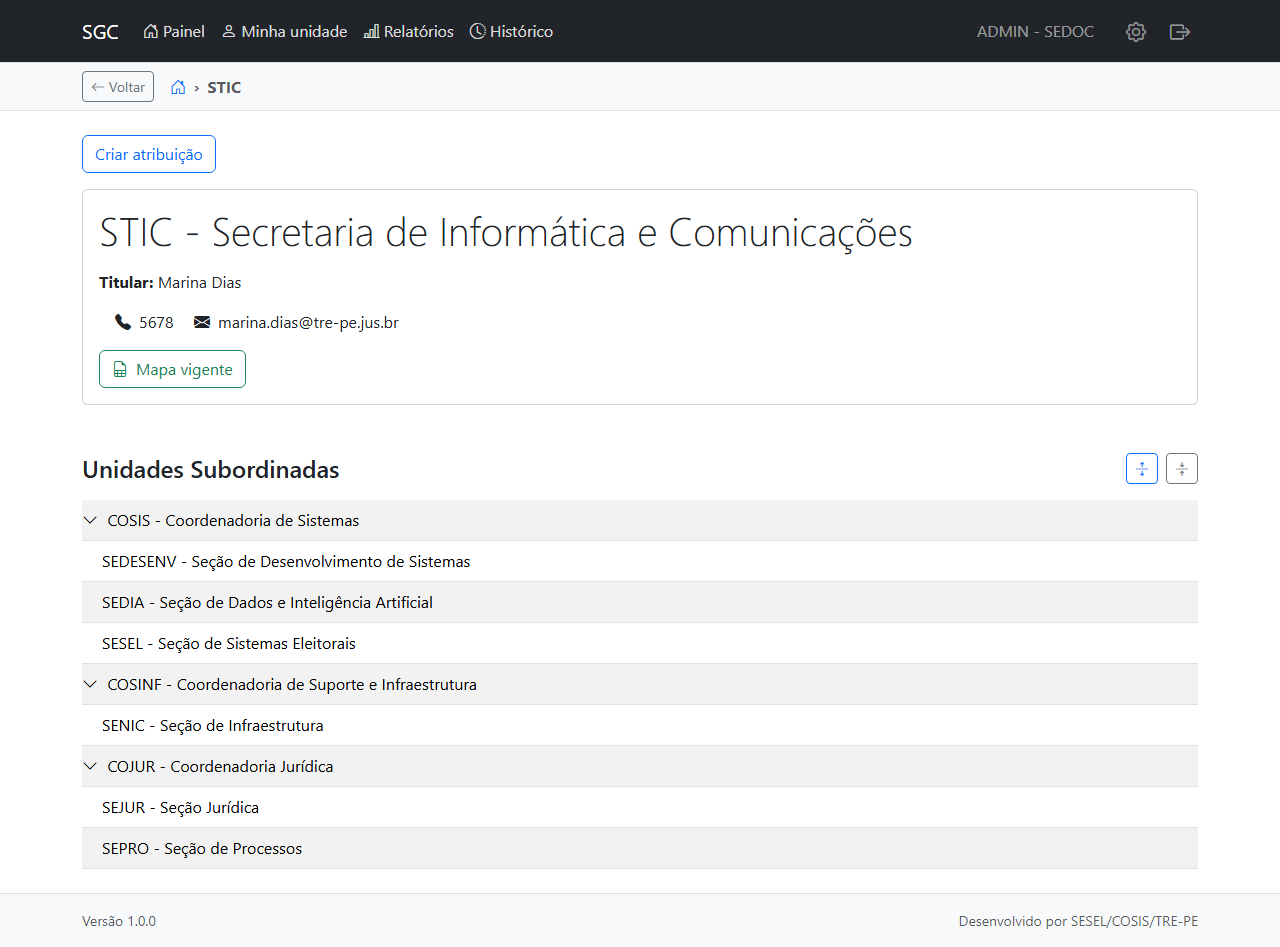 SGC Painel Minha unidade Relatórios Histórico ADMIN - SEDOC
Voltar › STIC
Criar atribuição
STIC - Secretaria de Informática e Comunicações
Titular: Marina Dias
5678 marina.dias@tre-pe.jus.br
Mapa vigente
Unidades Subordinadas
COSIS - Coordenadoria de Sistemas
SEDESENV - Seção de Desenvolvimento de Sistemas
SEDIA - Seção de Dados e Inteligência Artificial
SESEL - Seção de Sistemas Eleitorais
COSINF - Coordenadoria de Suporte e Infraestrutura
SENIC - Seção de Infraestrutura
COJUR - Coordenadoria Jurídica
SEJUR - Seção Jurídica
SEPRO - Seção de Processos
Versão 1.0.0 Desenvolvido por SESEL/COSIS/TRE-PE